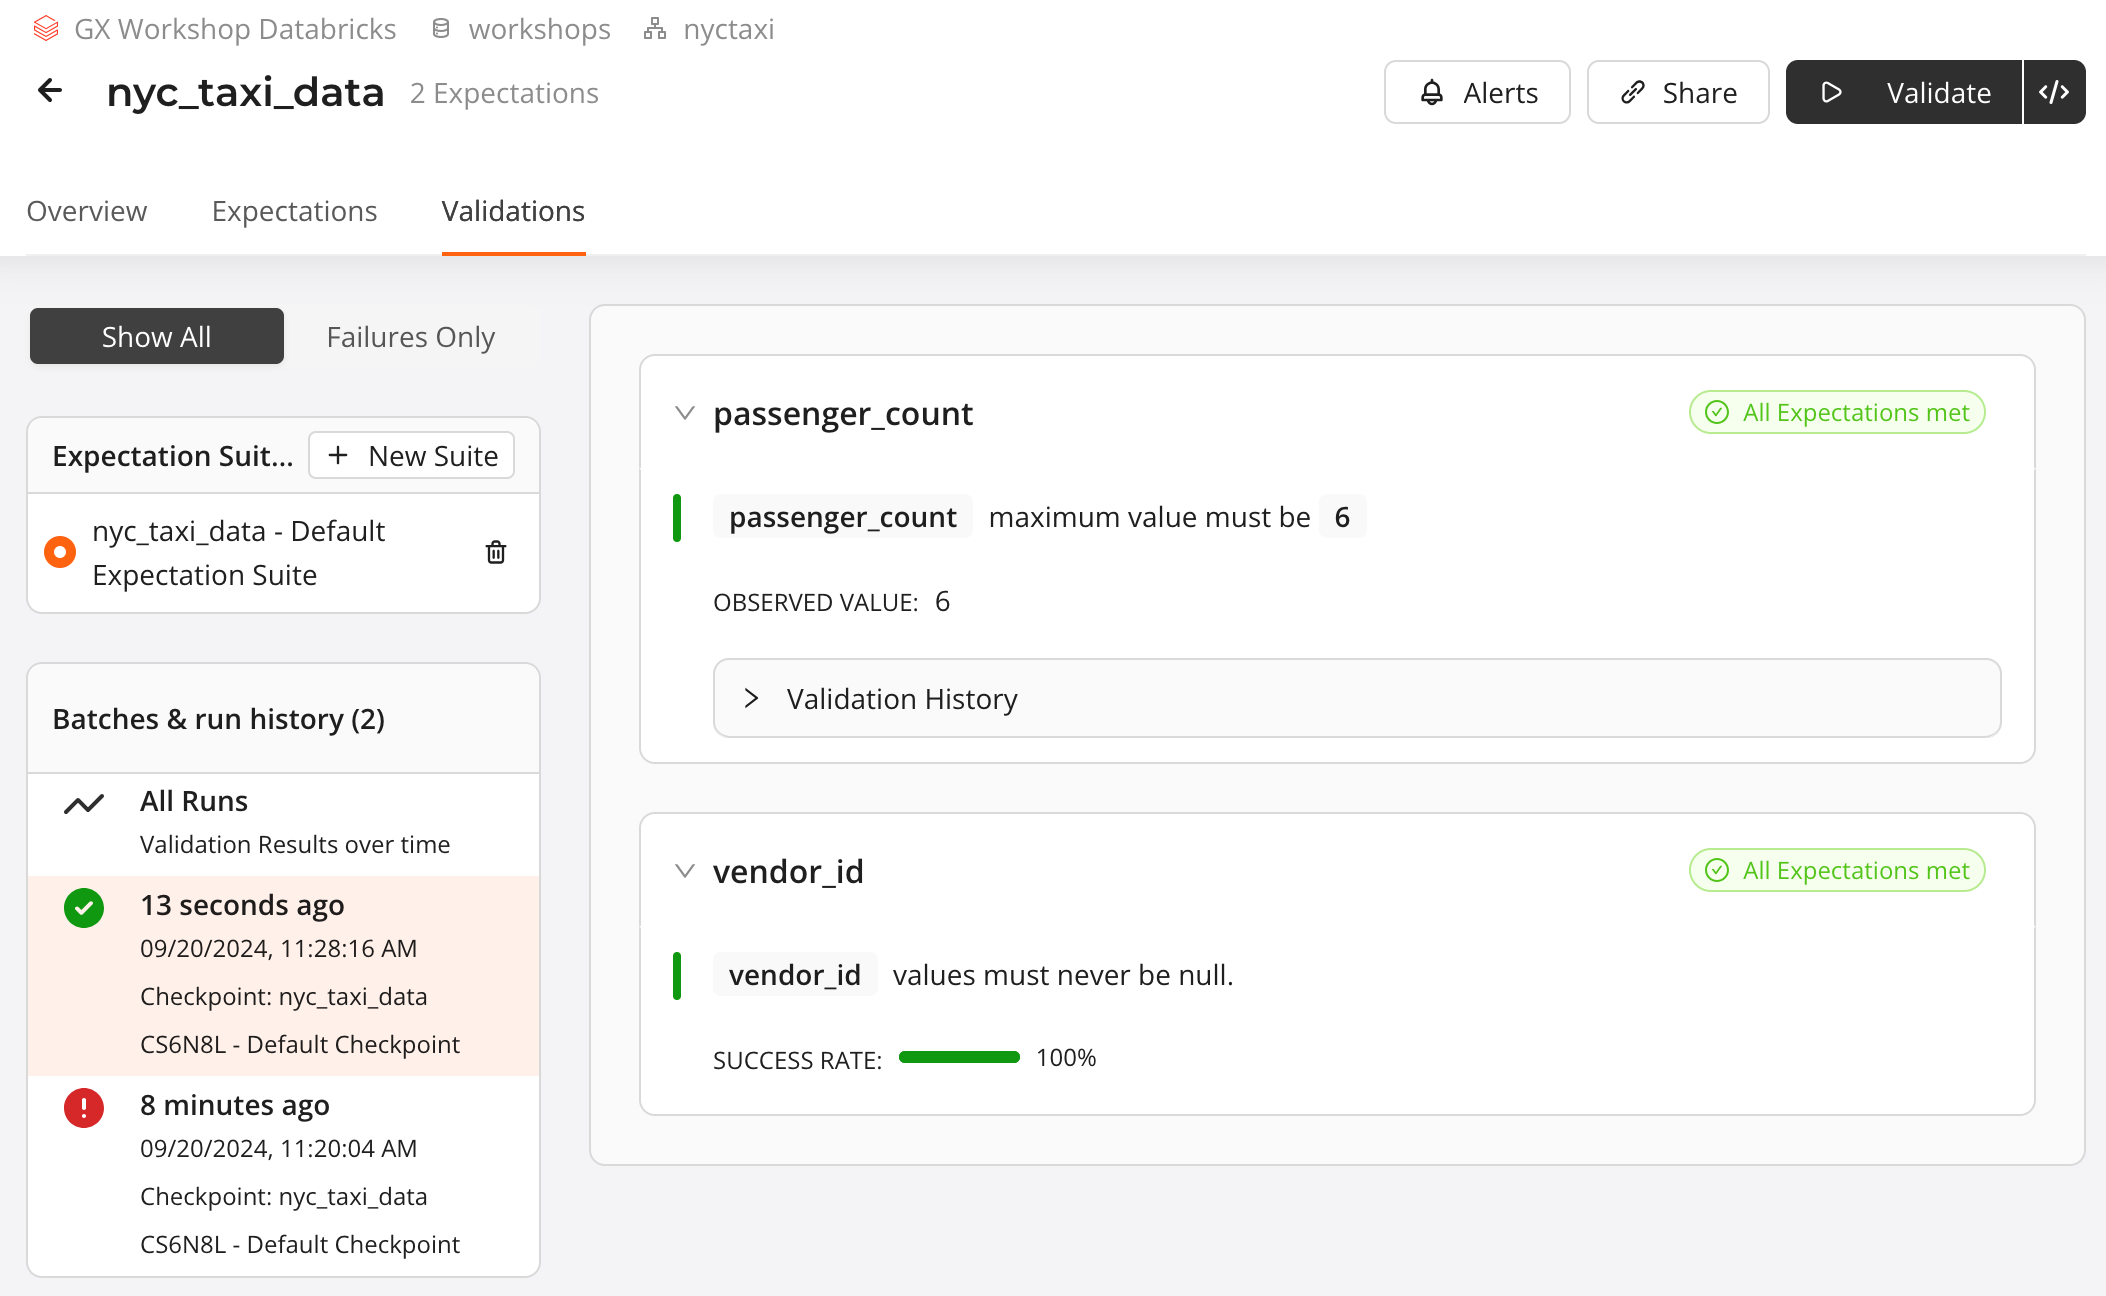 GX Workshop Databricks workshops nyctaxi
nyc_taxi_data 2 Expectations
Alerts Share Validate </>
Overview Expectations Validations
Show All Failures Only
Expectation Suit... + New Suite
nyc_taxi_data - Default
Expectation Suite
Batches & run history (2)
All Runs
Validation Results over time
13 seconds ago
09/20/2024, 11:28:16 AM
Checkpoint: nyc_taxi_data
CS6N8L - Default Checkpoint
8 minutes ago
09/20/2024, 11:20:04 AM
Checkpoint: nyc_taxi_data
CS6N8L - Default Checkpoint
passenger_count All Expectations met
passenger_count maximum value must be 6
OBSERVED VALUE: 6
Validation History
vendor_id All Expectations met
vendor_id values must never be null.
SUCCESS RATE: 100%